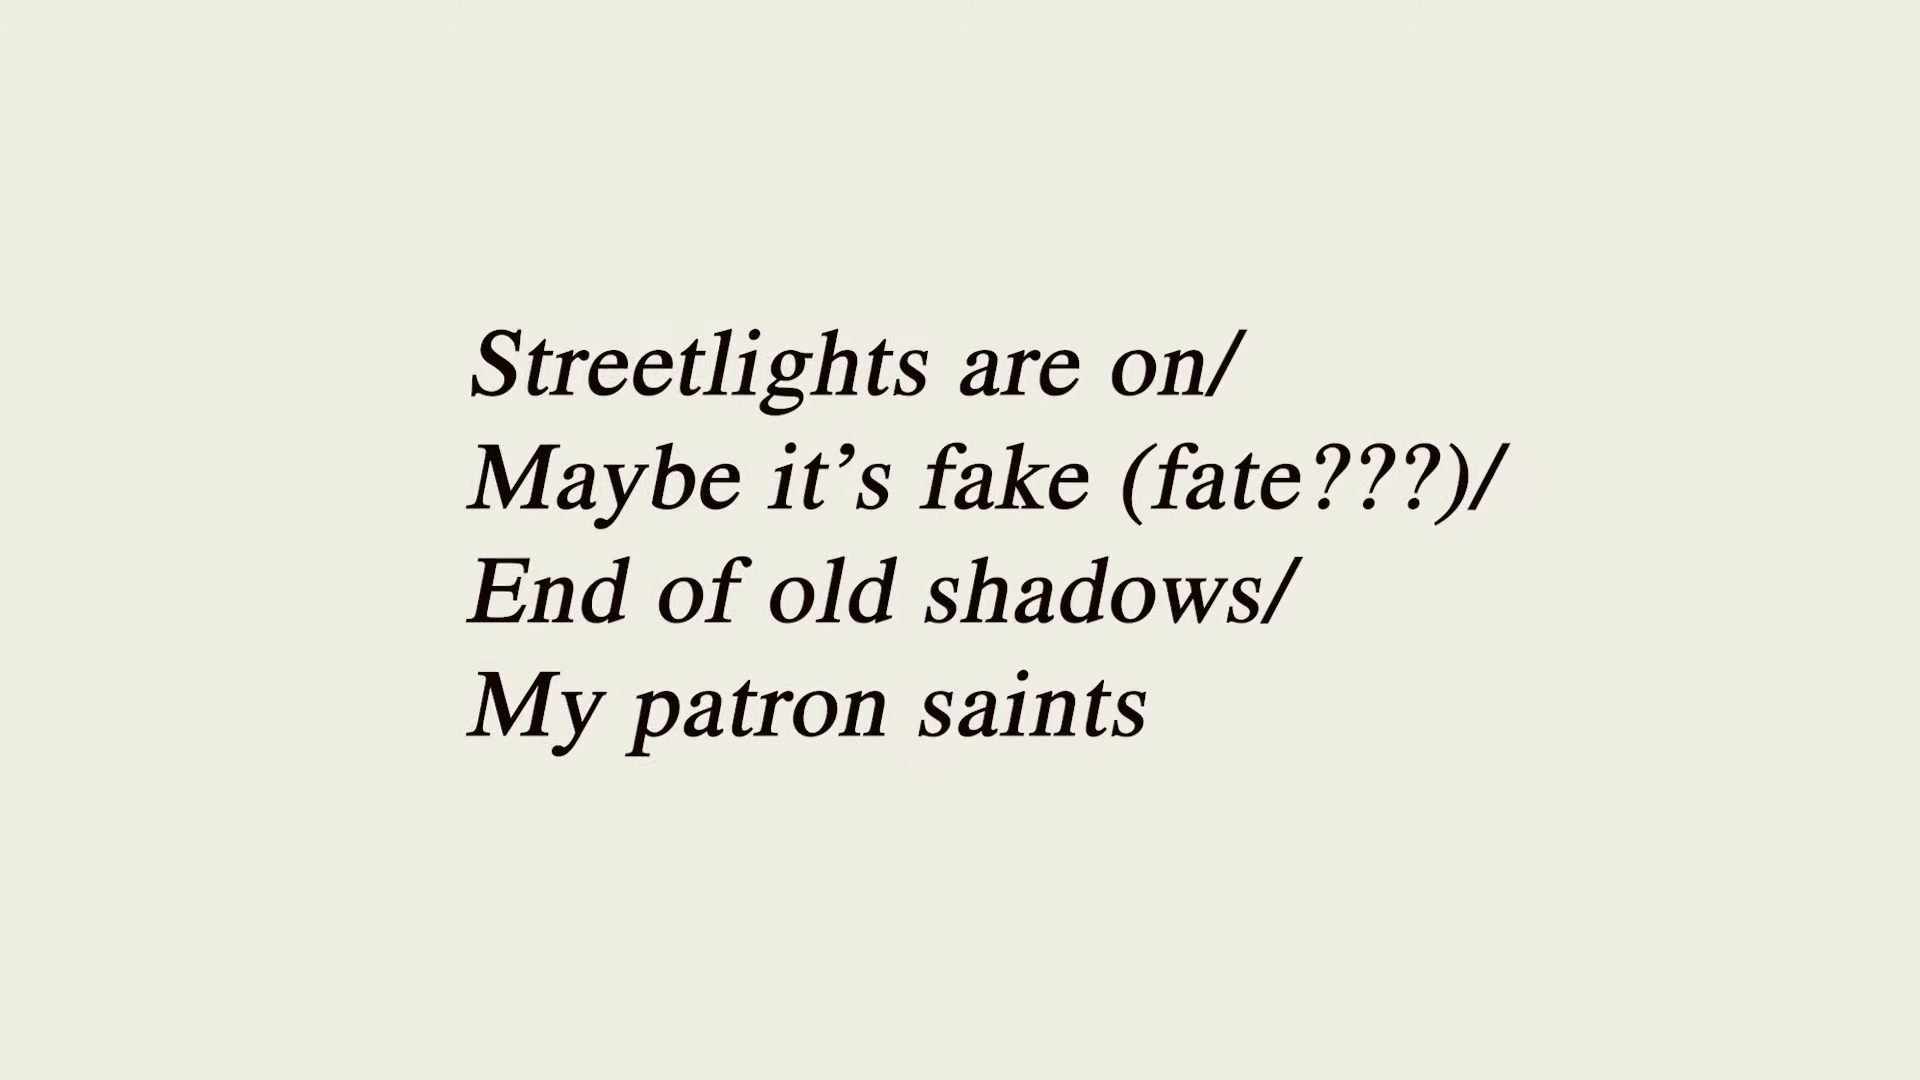 Streetlights are on/
Maybe it’s fake (fate???)/
End of old shadows/
My patron saints